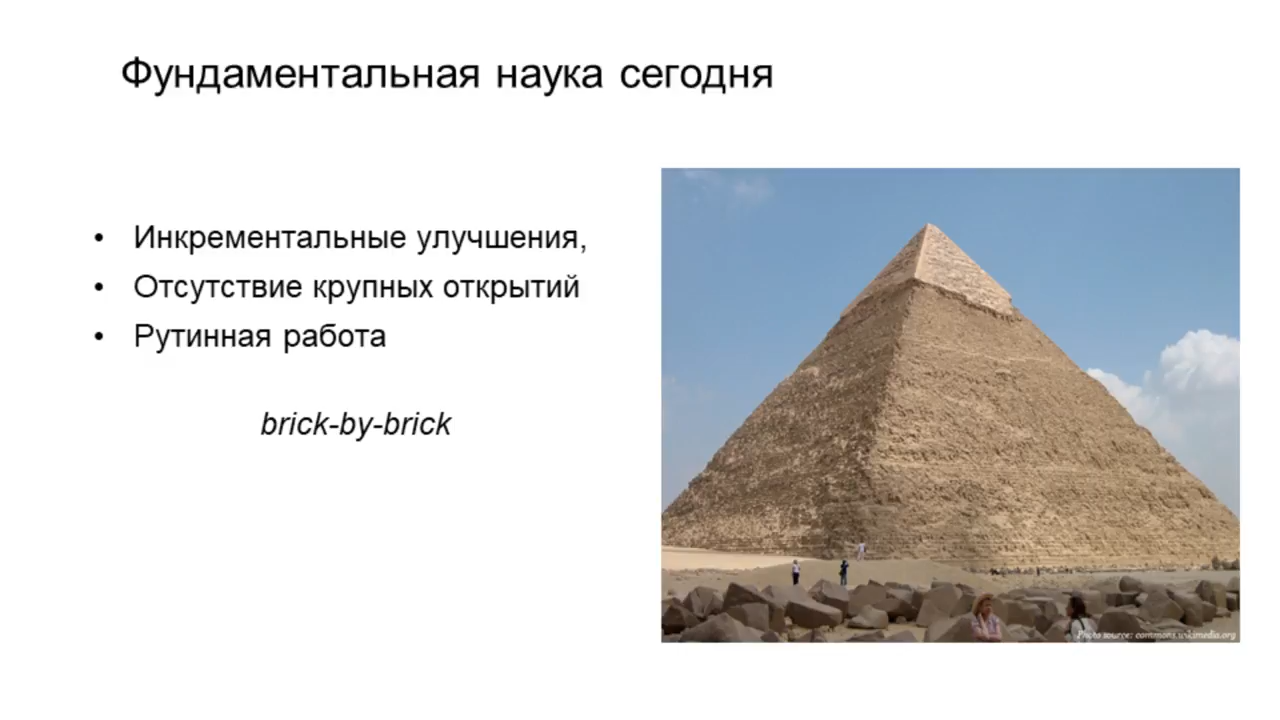 Фундаментальная наука сегодня
• Инкрементальные улучшения,
• Отсутствие крупных открытий
• Рутинная работа
brick-by-brick
Photo source: commons.wikimedia.org